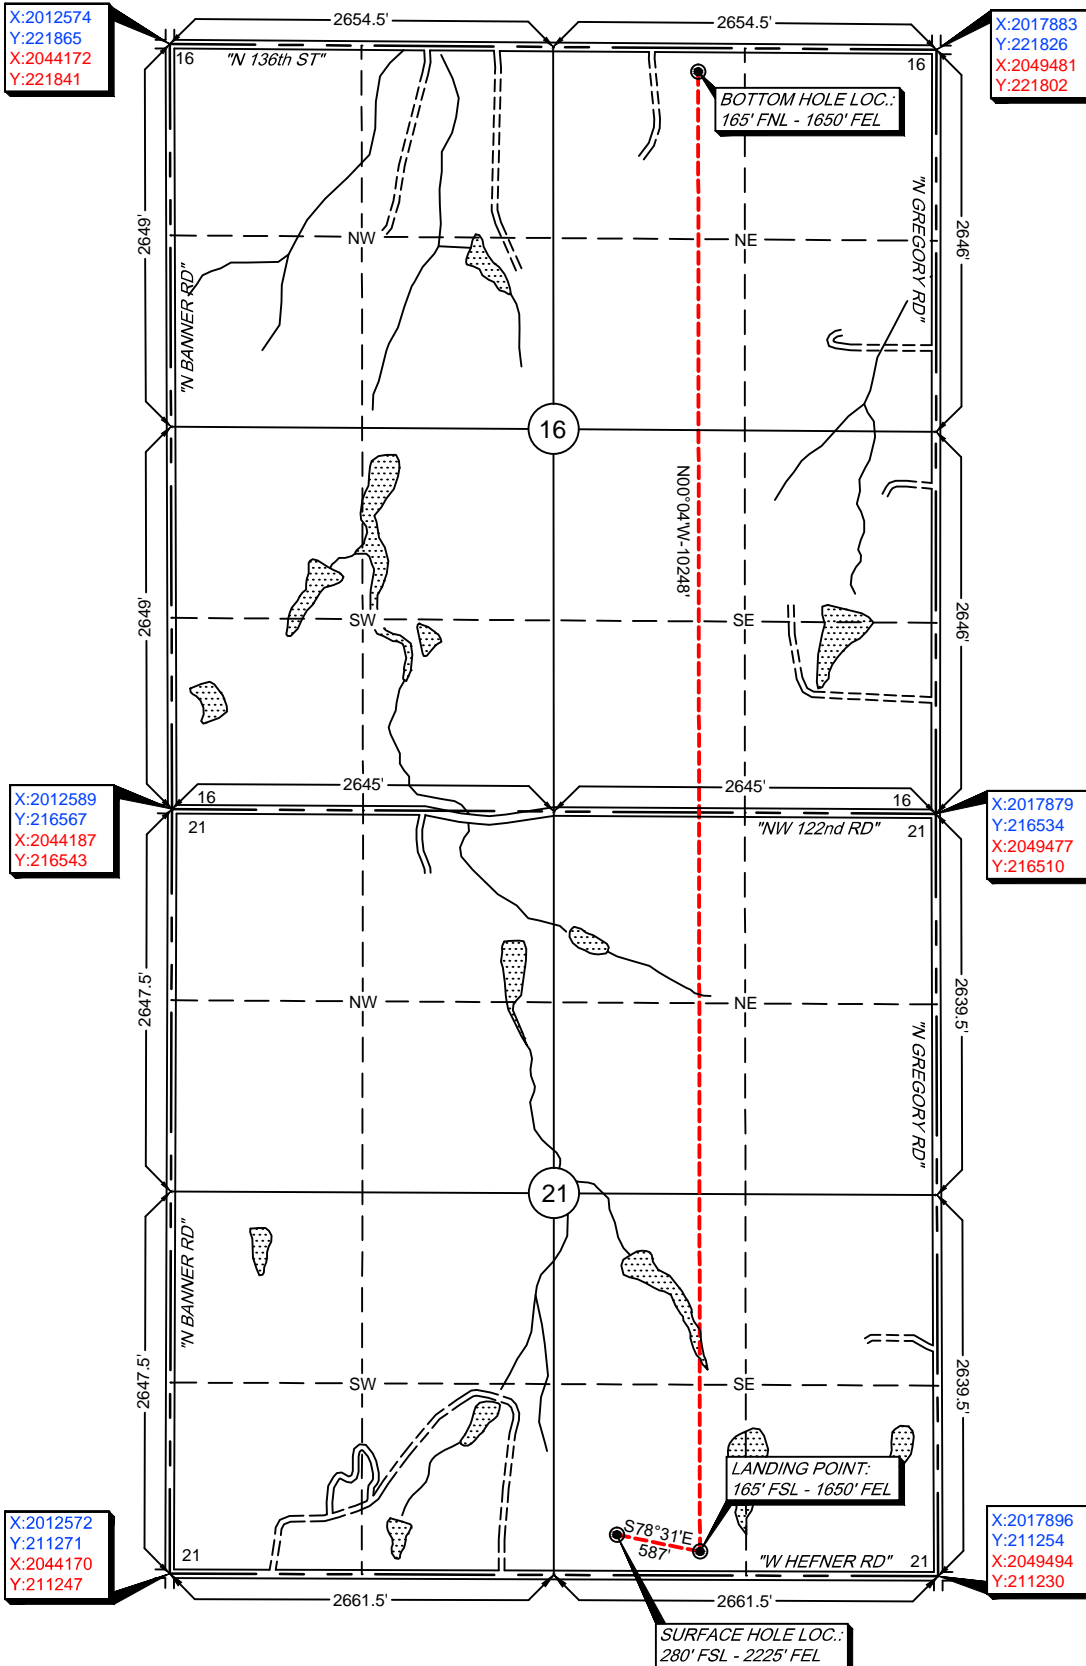 X:2012574
Y:221865
X:2044172
Y:221841
2654.5'
2654.5'
X:2017883
Y:221826
X:2049481
Y:221802
16
"N 136th ST"
16
BOTTOM HOLE LOC.:
165' FNL - 1650' FEL
2649'
"N BANNER RD"
NW
NE
"N GREGORY RD"
2646'
16
N00°04'W-10248'
2649'
SW
SE
2646'
X:2012589
Y:216567
X:2044187
Y:216543
16
2645'
2645'
16
21
"NW 122nd RD"
21
X:2017879
Y:216534
X:2049477
Y:216510
2647.5'
NW
NE
2639.5'
"N GREGORY RD"
21
"N BANNER RD"
2647.5'
SW
SE
2639.5'
LANDING POINT:
165' FSL - 1650' FEL
X:2012572
Y:211271
X:2044170
Y:211247
21
S78°31'E
587'
"W HEFNER RD"
21
X:2017896
Y:211254
X:2049494
Y:211230
2661.5'
2661.5'
SURFACE HOLE LOC.:
280' FSL - 2225' FEL